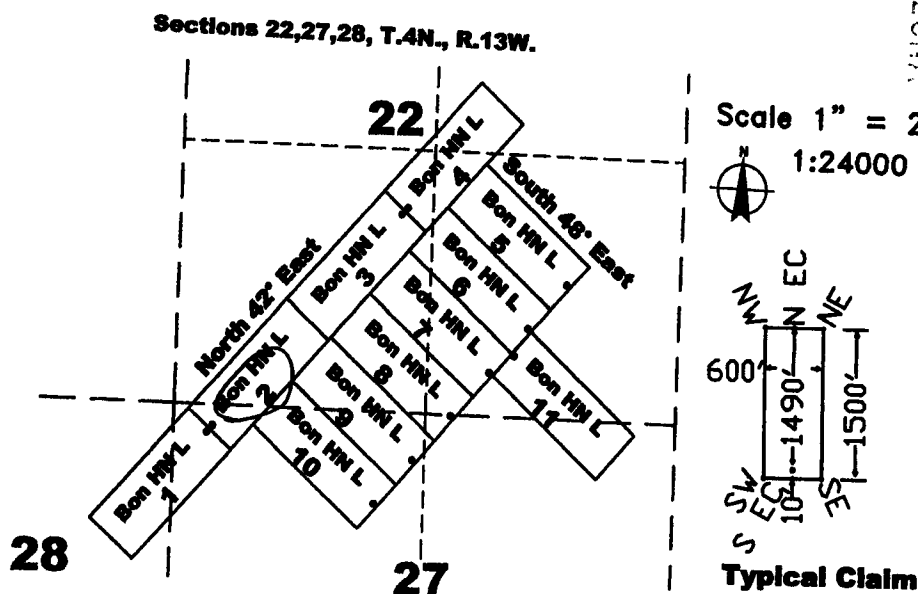 Sections 22,27,28, T.4N., R.13W.
22
Scale 1" = 2
N
1:24000
Bon HN L
4
South 46° East
Bon HN L
5
Bon HN L
3
Bon HN L
6
North 42° East
Bon HN L
7
Bon HN L
2
Bon HN L
8
Bon HN L
11
Bon HN L
9
Bon HN L
10
Bon HN L
1
28
27
NW
N EC
NE
600'
1490'
1500'
10'
SW
S EC
SE
Typical Claim